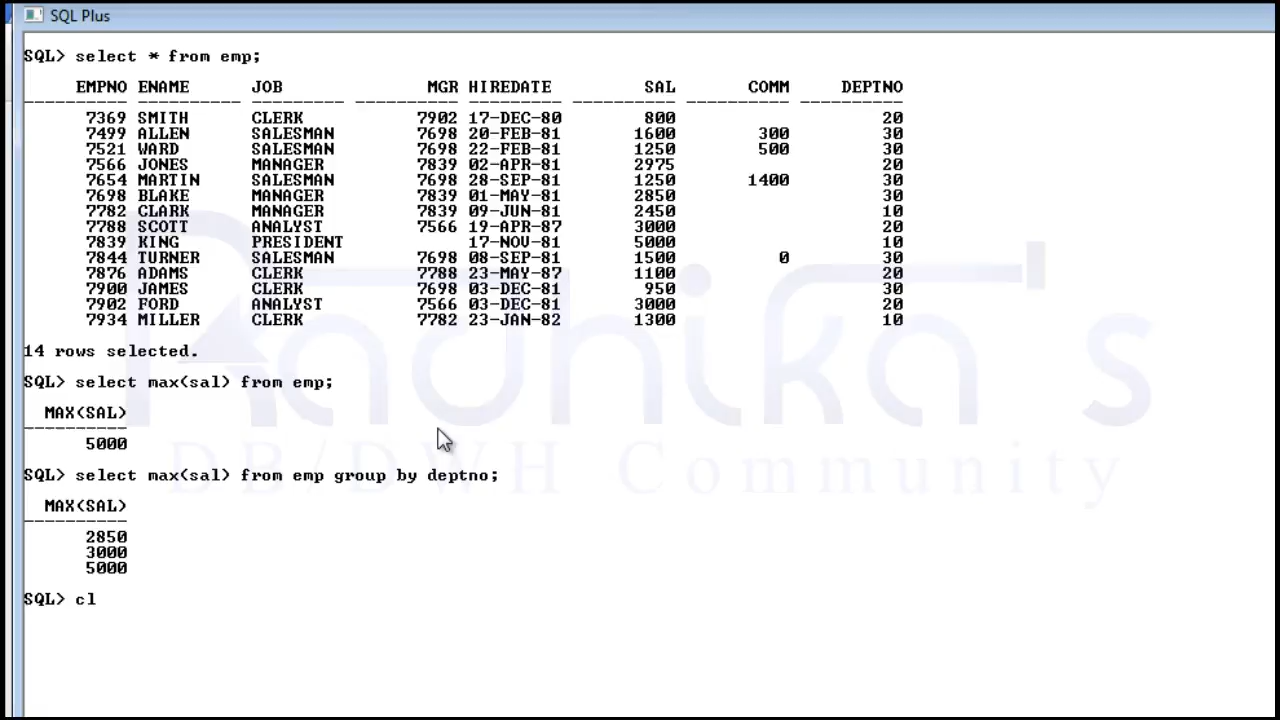 SQL Plus
SQL> select * from emp;
EMPNO ENAME JOB MGR HIREDATE SAL COMM DEPTNO
---------- ---------- --------- ---------- --------- ---------- ---------- ----------
7369 SMITH CLERK 7902 17-DEC-80 800 20
7499 ALLEN SALESMAN 7698 20-FEB-81 1600 300 30
7521 WARD SALESMAN 7698 22-FEB-81 1250 500 30
7566 JONES MANAGER 7839 02-APR-81 2975 20
7654 MARTIN SALESMAN 7698 28-SEP-81 1250 1400 30
7698 BLAKE MANAGER 7839 01-MAY-81 2850 30
7782 CLARK MANAGER 7839 09-JUN-81 2450 10
7788 SCOTT ANALYST 7566 19-APR-87 3000 20
7839 KING PRESIDENT 17-NOV-81 5000 10
7844 TURNER SALESMAN 7698 08-SEP-81 1500 0 30
7876 ADAMS CLERK 7788 23-MAY-87 1100 20
7900 JAMES CLERK 7698 03-DEC-81 950 30
7902 FORD ANALYST 7566 03-DEC-81 3000 20
7934 MILLER CLERK 7782 23-JAN-82 1300 10
14 rows selected.
SQL> select max(sal) from emp;
MAX(SAL)
----------
5000
SQL> select max(sal) from emp group by deptno;
MAX(SAL)
----------
2850
3000
5000
SQL> cl
Radhika's
DB/DWH Community